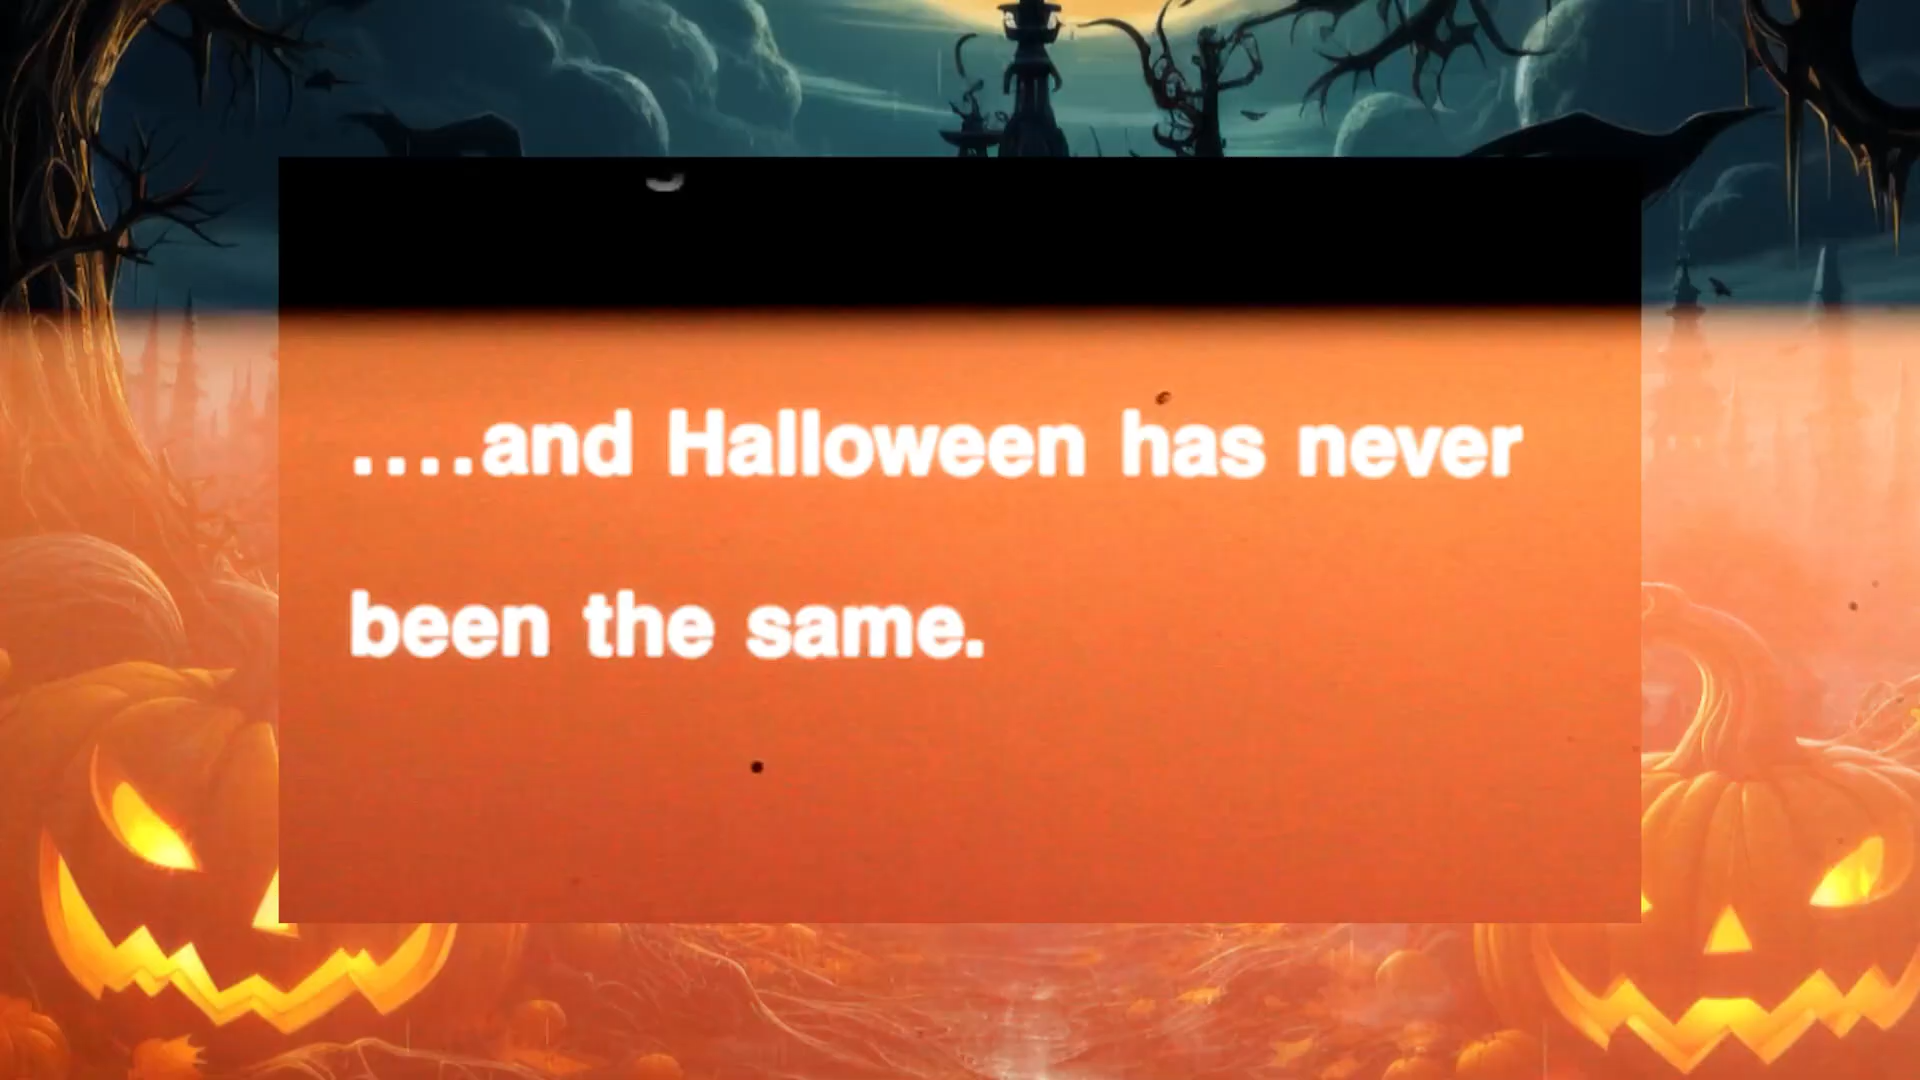 ....and Halloween has never
been the same.